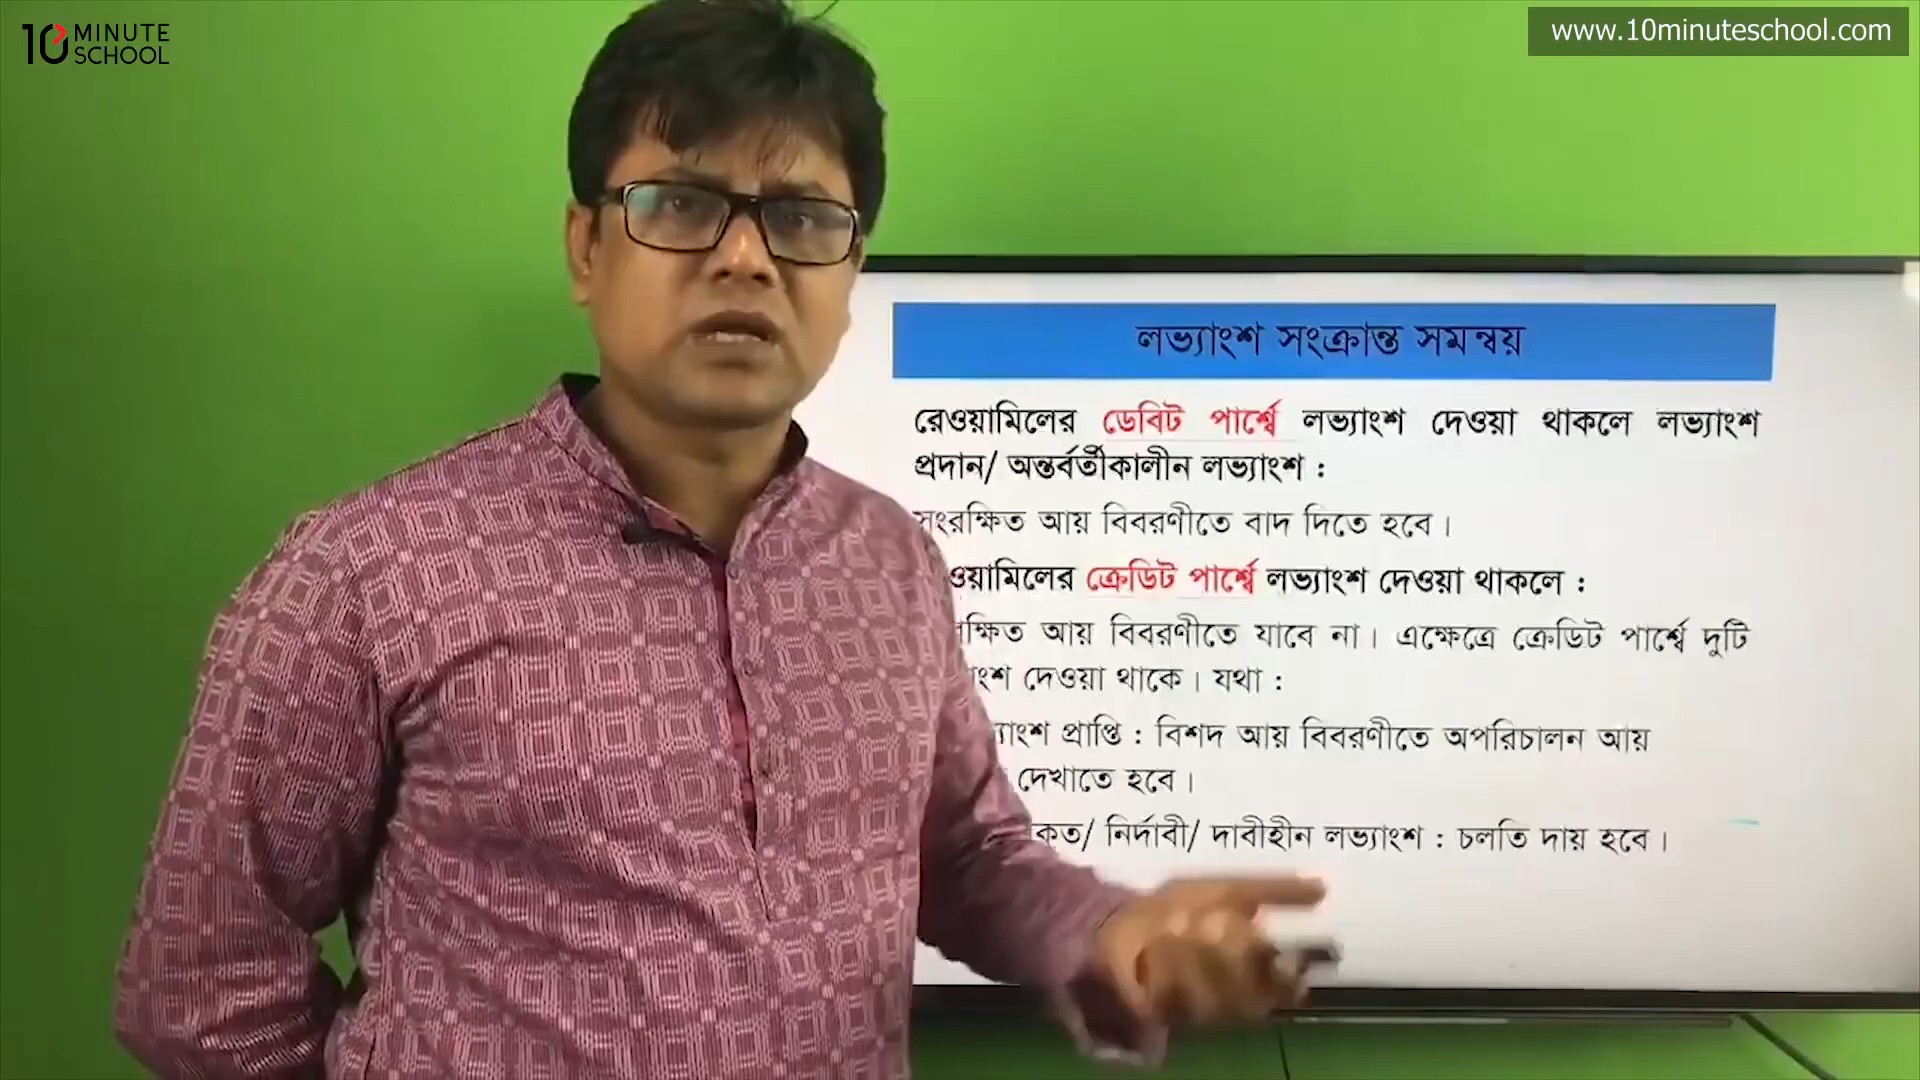 10 MINUTE SCHOOL
www.10minuteschool.com
লভ্যাংশ সংক্রান্ত সমন্বয়
রেওয়ামিলের ডেবিট পার্শ্বে লভ্যাংশ দেওয়া থাকলে লভ্যাংশ
প্রদান/ অন্তর্বর্তীকালীন লভ্যাংশ :
সংরক্ষিত আয় বিবরণীতে বাদ দিতে হবে।
ক্রেডিট পার্শ্বে লভ্যাংশ দেওয়া থাকলে :
আয় বিবরণীতে যাবে না। এক্ষেত্রে ক্রেডিট পার্শ্বে দুটি
দেওয়া থাকে। যথা :
প্রাপ্তি : বিশদ আয় বিবরণীতে অপরিচালন আয়
দেখাতে হবে।
নির্দাবী/ দাবীহীন লভ্যাংশ : চলতি দায় হবে।